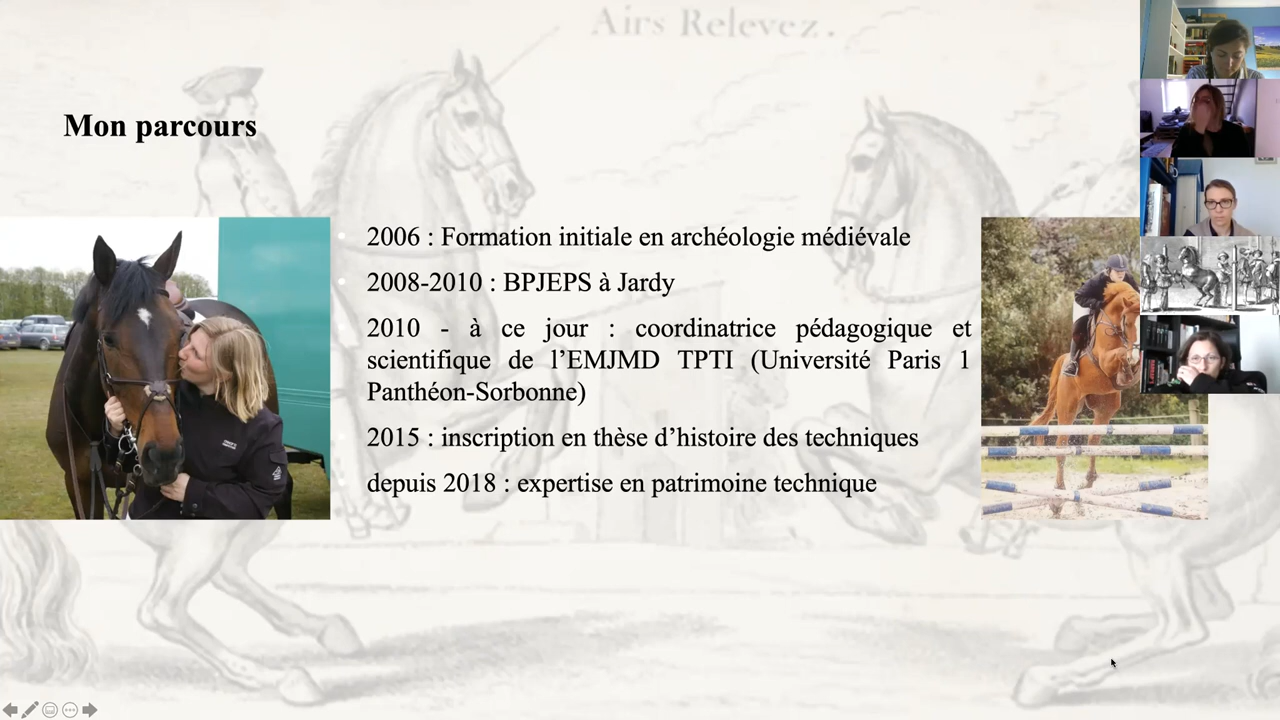 Airs Relevez.
Mon parcours
2006 : Formation initiale en archéologie médiévale
2008-2010 : BPJEPS à Jardy
2010 - à ce jour : coordinatrice pédagogique et
scientifique de l’EMJMD TPTI (Université Paris 1
Panthéon-Sorbonne)
2015 : inscription en thèse d’histoire des techniques
depuis 2018 : expertise en patrimoine technique